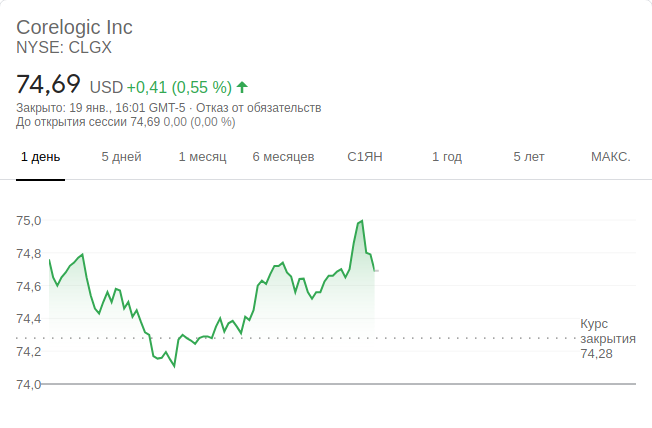 Corelogic Inc
NYSE: CLGX
74,69 USD +0,41 (0,55 %)
Закрыто: 19 янв., 16:01 GMT-5 · Отказ от обязательств
До открытия сессии 74,69 0,00 (0,00 %)
1 день 5 дней 1 месяц 6 месяцев С1ЯН 1 год 5 лет МАКС.
75,0
74,8
74,6
74,4
Курс
закрытия
74,28
74,2
74,0